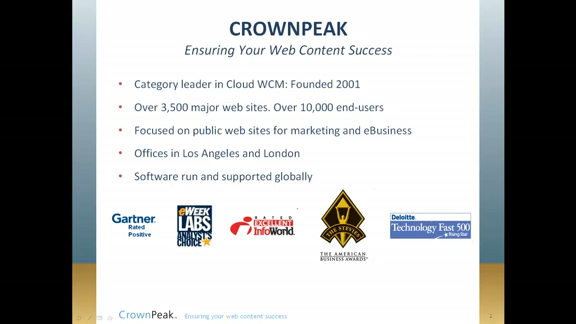 CROWNPEAK
Ensuring Your Web Content Success
• Category leader in Cloud WCM: Founded 2001
• Over 3,500 major web sites. Over 10,000 end-users
• Focused on public web sites for marketing and eBusiness
• Offices in Los Angeles and London
• Software run and supported globally
Gartner
Rated
Positive
eWEEK
LABS
ANALYST'S
CHOICE
RATED
EXCELLENT
InfoWorld
THE STEVIES
THE AMERICAN
BUSINESS AWARDS
Deloitte.
Technology Fast 500
Rising Star
CrownPeak. Ensuring your web content success
2